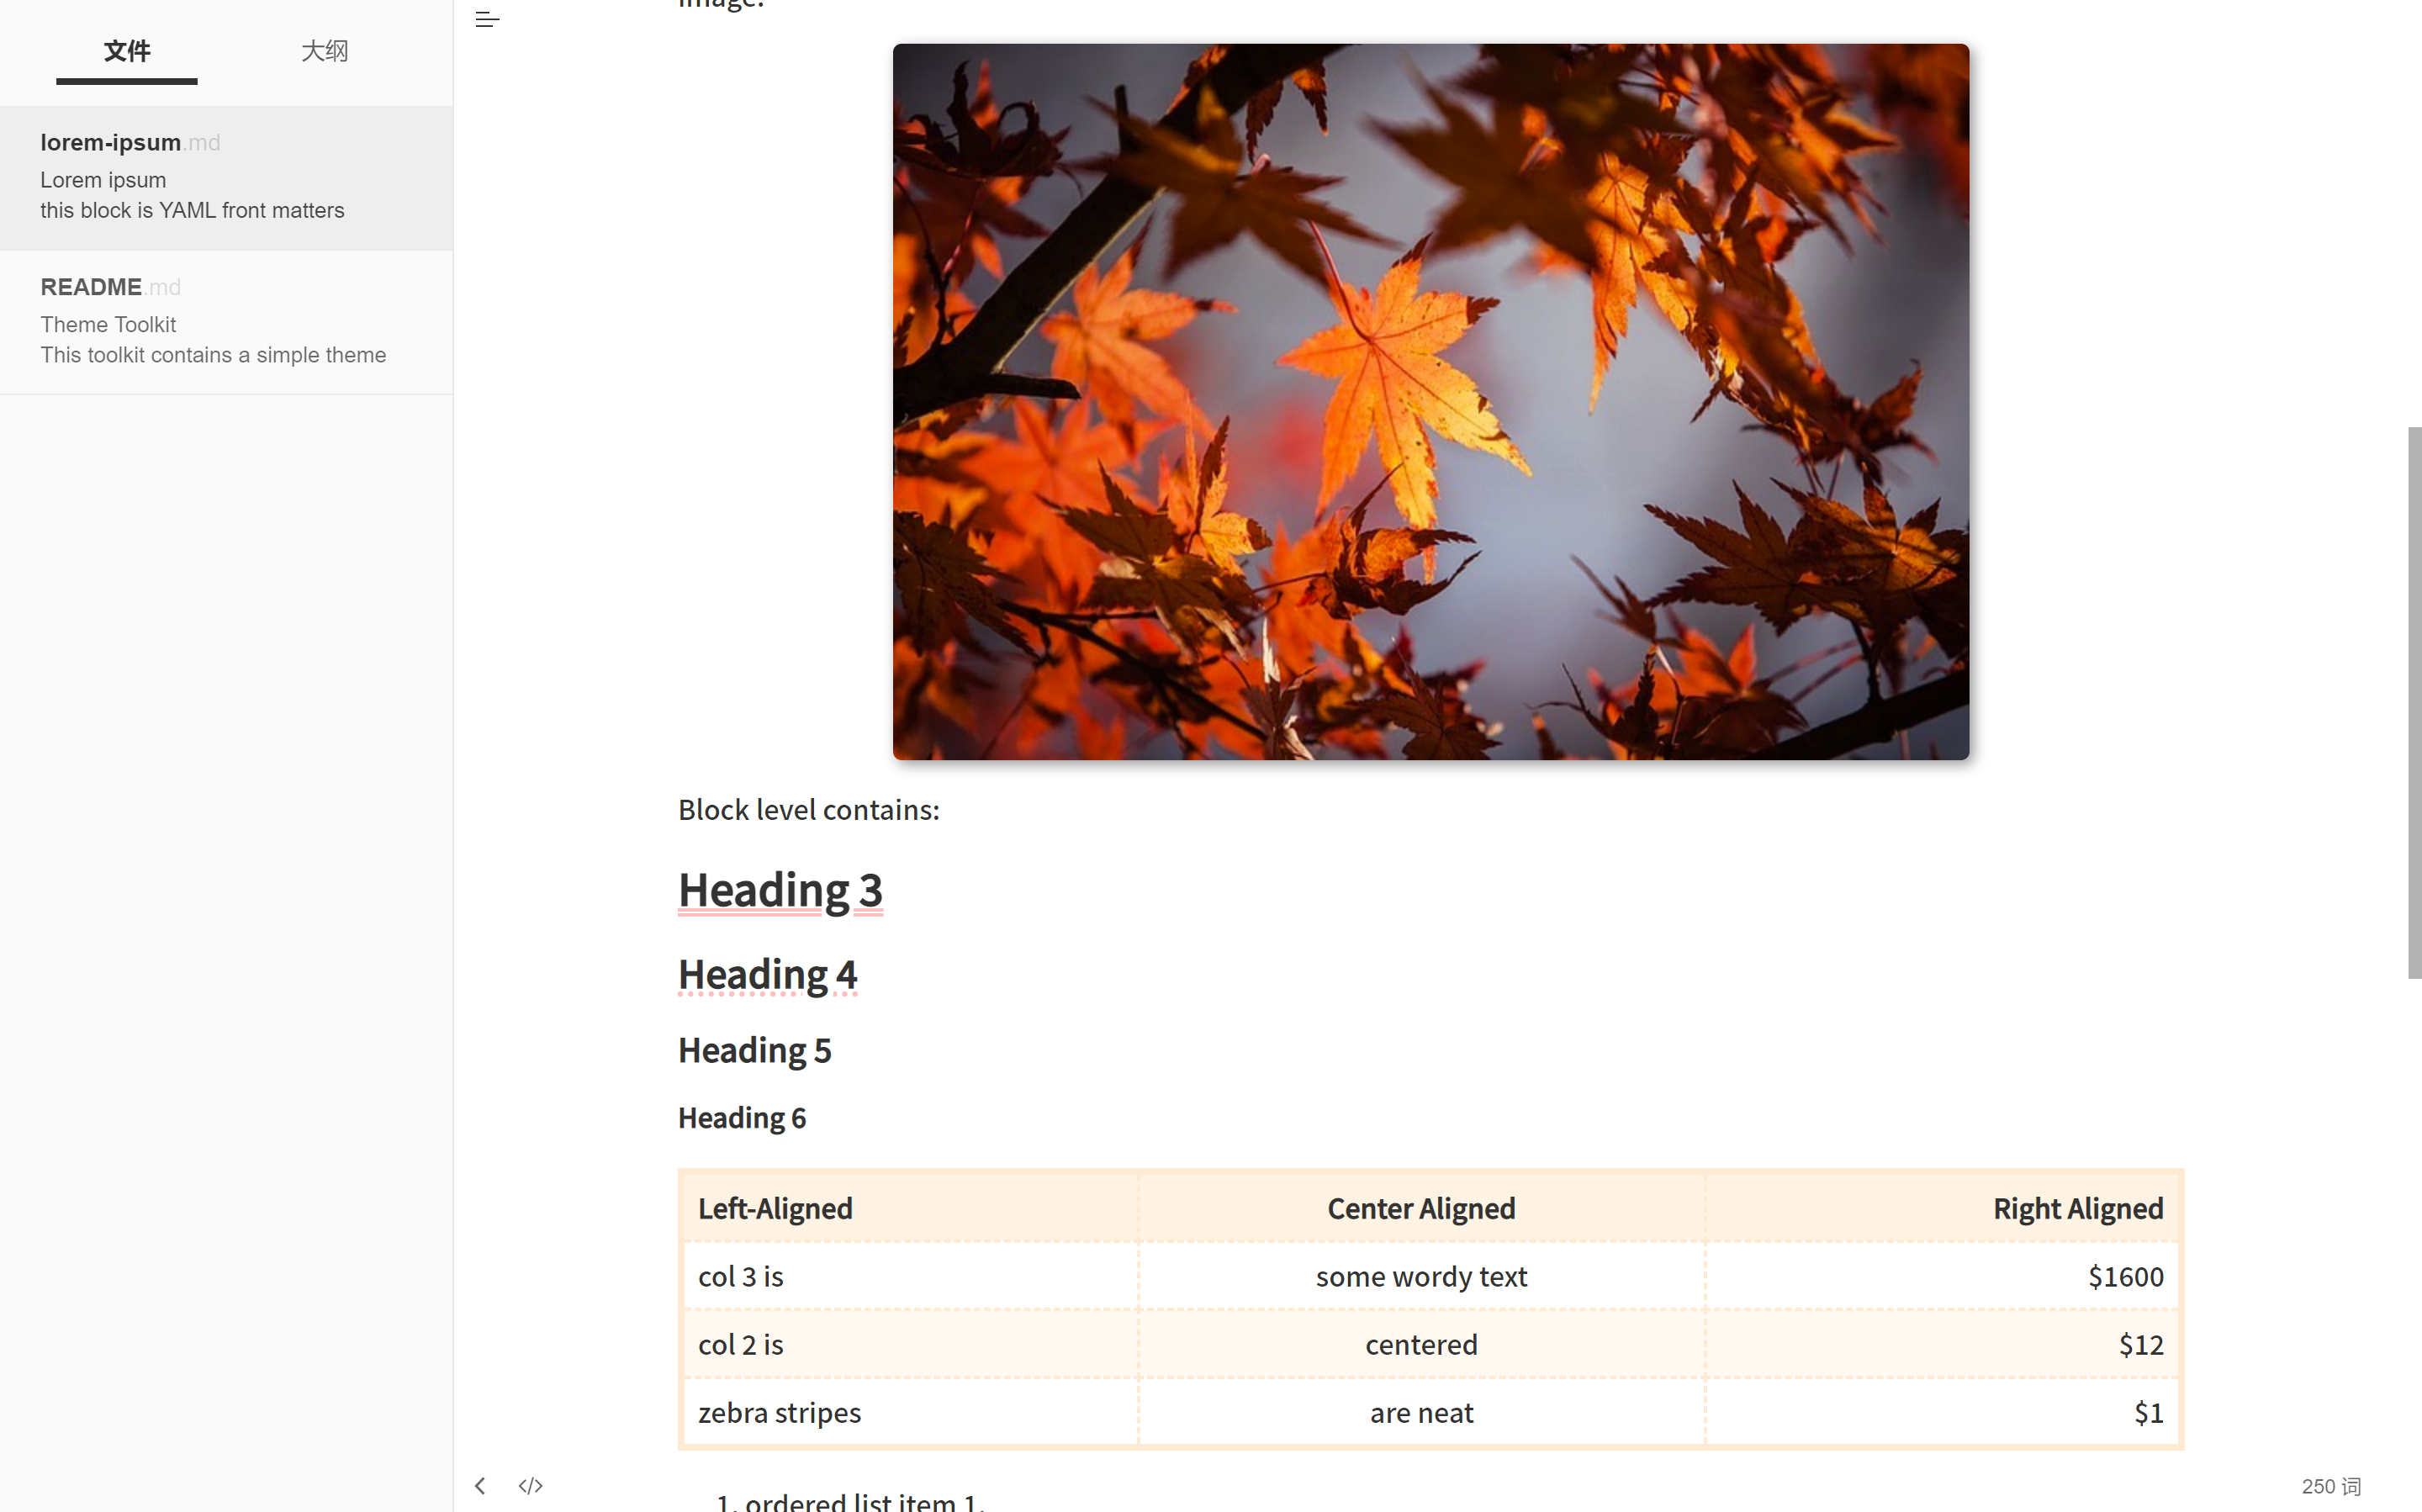 文件 大纲
lorem-ipsum.md
Lorem ipsum
this block is YAML front matters
README.md
Theme Toolkit
This toolkit contains a simple theme
image:
Block level contains:
Heading 3
Heading 4
Heading 5
Heading 6
Left-Aligned Center Aligned Right Aligned
col 3 is some wordy text $1600
col 2 is centered $12
zebra stripes are neat $1
1. ordered list item 1.
</> 250 词